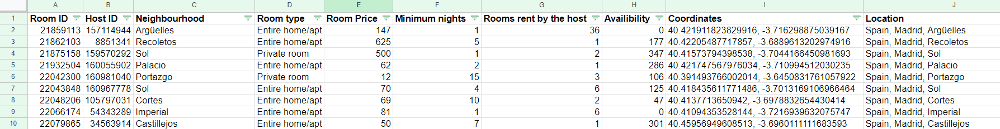 A B C D E F G H I J
1 Room ID Host ID Neighbourhood Room type Room Price Minimum nights Rooms rent by the host Availibility Coordinates Location
2 21859113 157114944 Argüelles Entire home/apt 147 1 36 0 40.421911823829916, -3.716298875039167 Spain, Madrid, Argüelles
3 21862103 8851341 Recoletos Entire home/apt 625 5 1 177 40.42205487717857, -3.6889613202974916 Spain, Madrid, Recoletos
4 21875158 159570292 Sol Private room 500 1 2 347 40.41573794398538, -3.7044166450981693 Spain, Madrid, Sol
5 21932504 160055902 Palacio Entire home/apt 62 2 1 286 40.421747567976034, -3.710994512030235 Spain, Madrid, Palacio
6 22042300 160981040 Portazgo Private room 12 15 3 106 40.391493766002014, -3.6450831761057922 Spain, Madrid, Portazgo
7 22043848 160967778 Sol Entire home/apt 70 4 6 125 40.418435611771486, -3.7013169106966464 Spain, Madrid, Sol
8 22048206 105797031 Cortes Entire home/apt 69 10 2 47 40.4137713650942, -3.6978832654430414 Spain, Madrid, Cortes
9 22066174 54343289 Imperial Entire home/apt 81 1 6 0 40.41094353528144, -3.7216939632075747 Spain, Madrid, Imperial
10 22079865 34563914 Castillejos Entire home/apt 50 7 1 301 40.45956949608513, -3.6960111111683593 Spain, Madrid, Castillejos